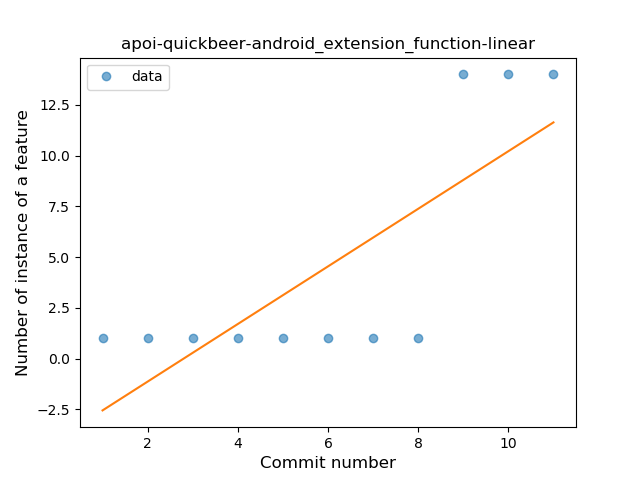 apoi-quickbeer-android_extension_function-linear
data
Number of instance of a feature
12.5
10.0
7.5
5.0
2.5
0.0
−2.5
2 4 6 8 10
Commit number